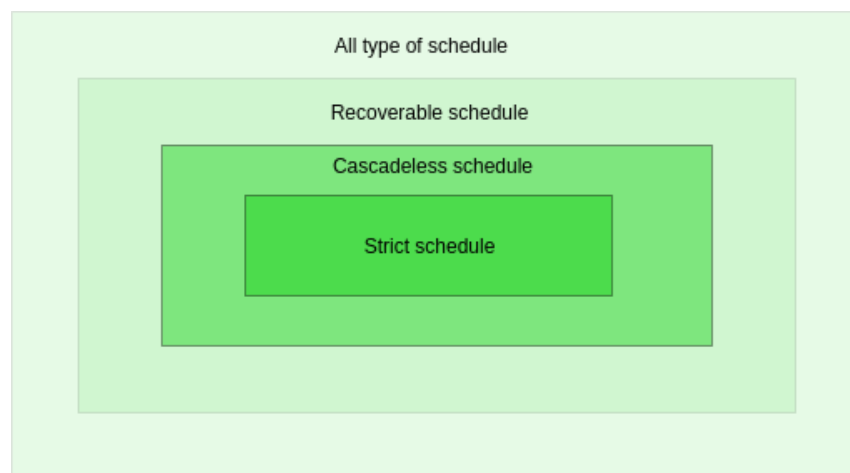 All type of schedule
Recoverable schedule
Cascadeless schedule
Strict schedule